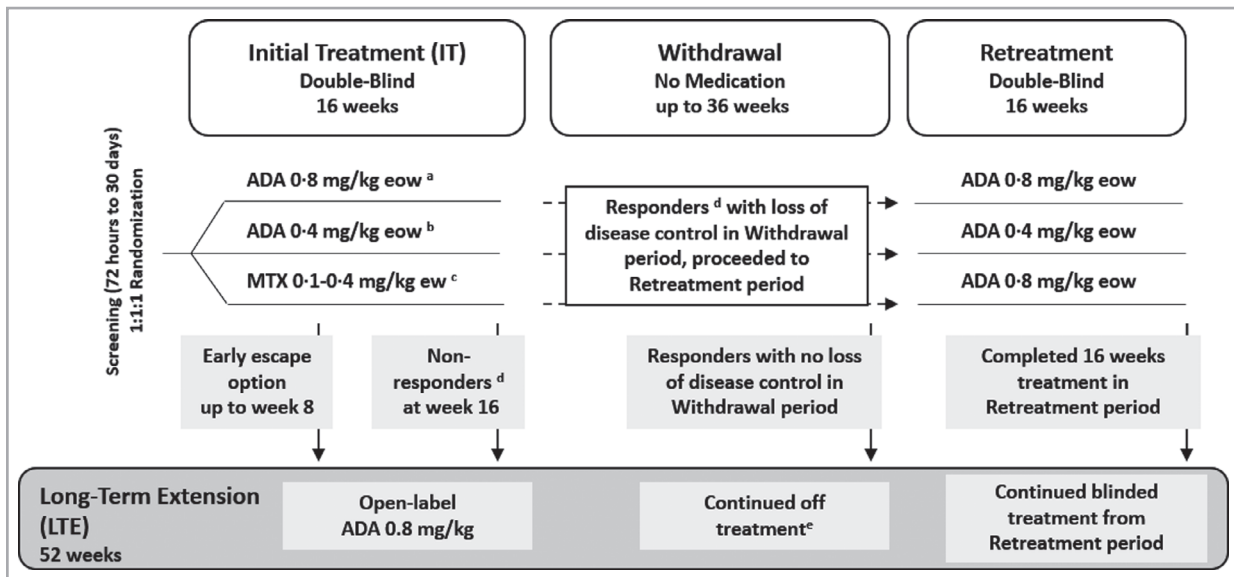 Initial Treatment (IT)
Double-Blind
16 weeks
Withdrawal
No Medication
up to 36 weeks
Retreatment
Double-Blind
16 weeks
Screening (72 hours to 30 days)
1:1:1 Randomization
ADA 0·8 mg/kg eow a
ADA 0·4 mg/kg eow b
MTX 0·1-0·4 mg/kg ew c
Responders d with loss of
disease control in Withdrawal
period, proceeded to
Retreatment period
ADA 0·8 mg/kg eow
ADA 0·4 mg/kg eow
ADA 0·8 mg/kg eow
Early escape
option
up to week 8
Non-
responders d
at week 16
Responders with no loss
of disease control in
Withdrawal period
Completed 16 weeks
treatment in
Retreatment period
Long-Term Extension
(LTE)
52 weeks
Open-label
ADA 0.8 mg/kg
Continued off
treatment e
Continued blinded
treatment from
Retreatment period